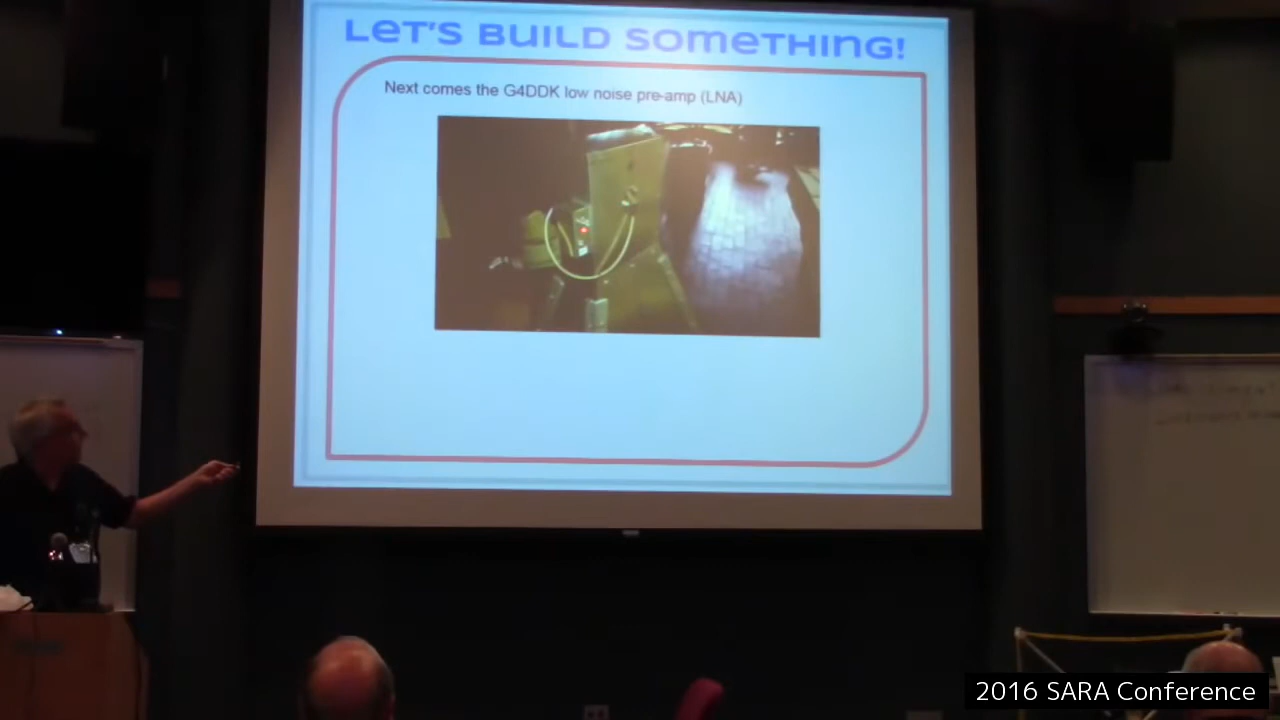 LET'S BUILD SOMETHING!
Next comes the G4DDK low noise pre-amp (LNA)
2016 SARA Conference